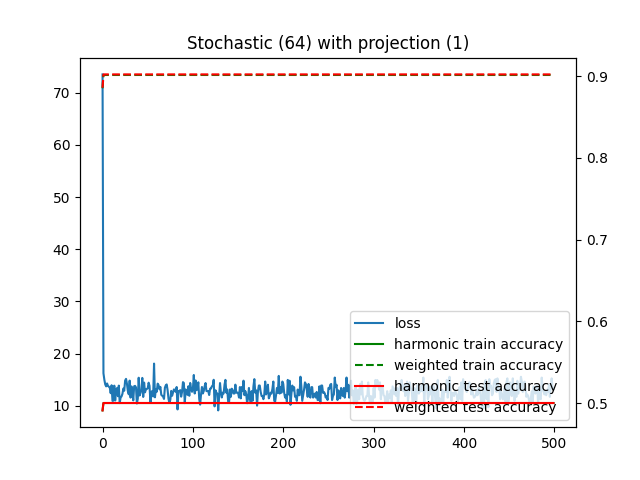 Stochastic (64) with projection (1)
70
60
50
40
30
20
10
0.9
0.8
0.7
0.6
0.5
loss
harmonic train accuracy
weighted train accuracy
harmonic test accuracy
weighted test accuracy
0 100 200 300 400 500